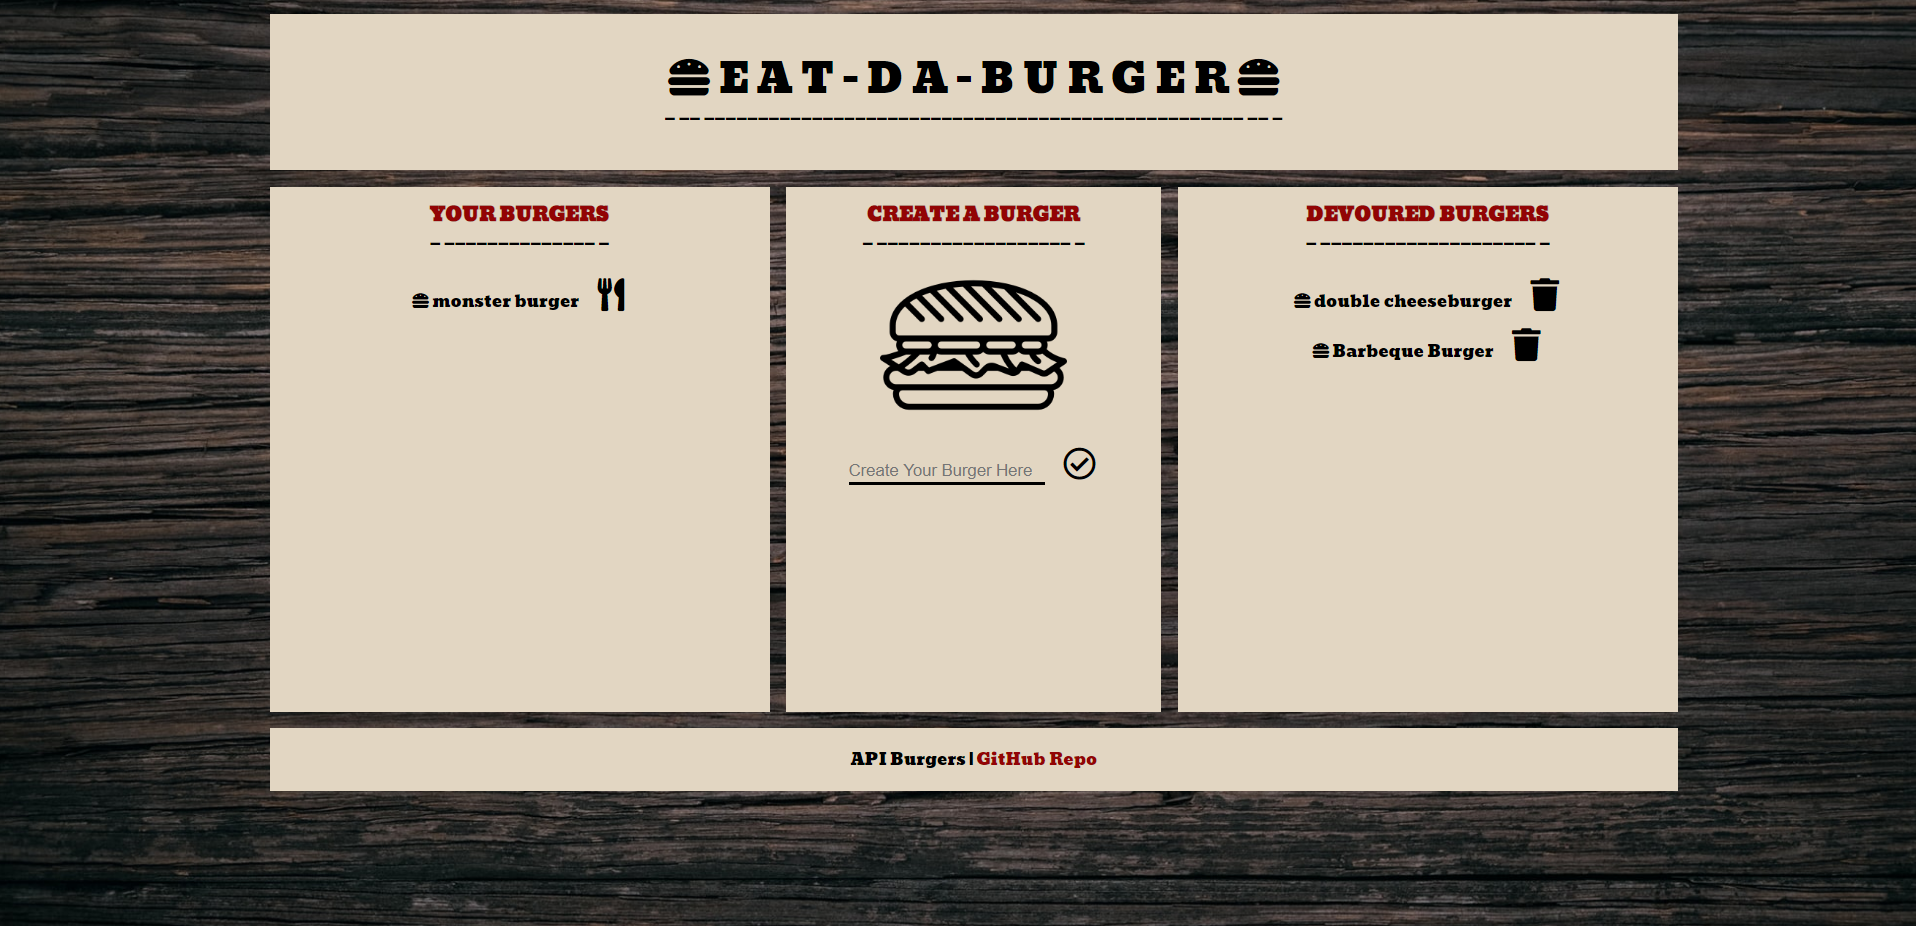 EAT-DA-BURGER
YOUR BURGERS
monster burger
CREATE A BURGER
Create Your Burger Here
DEVOURED BURGERS
double cheeseburger
Barbeque Burger
API Burgers | GitHub Repo